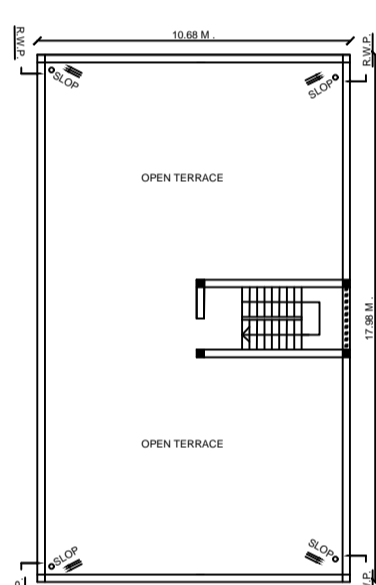 10.68 M .
R.W.P.
R.W.P.
SLOP
SLOP
OPEN TERRACE
17.98 M .
OPEN TERRACE
SLOP
SLOP